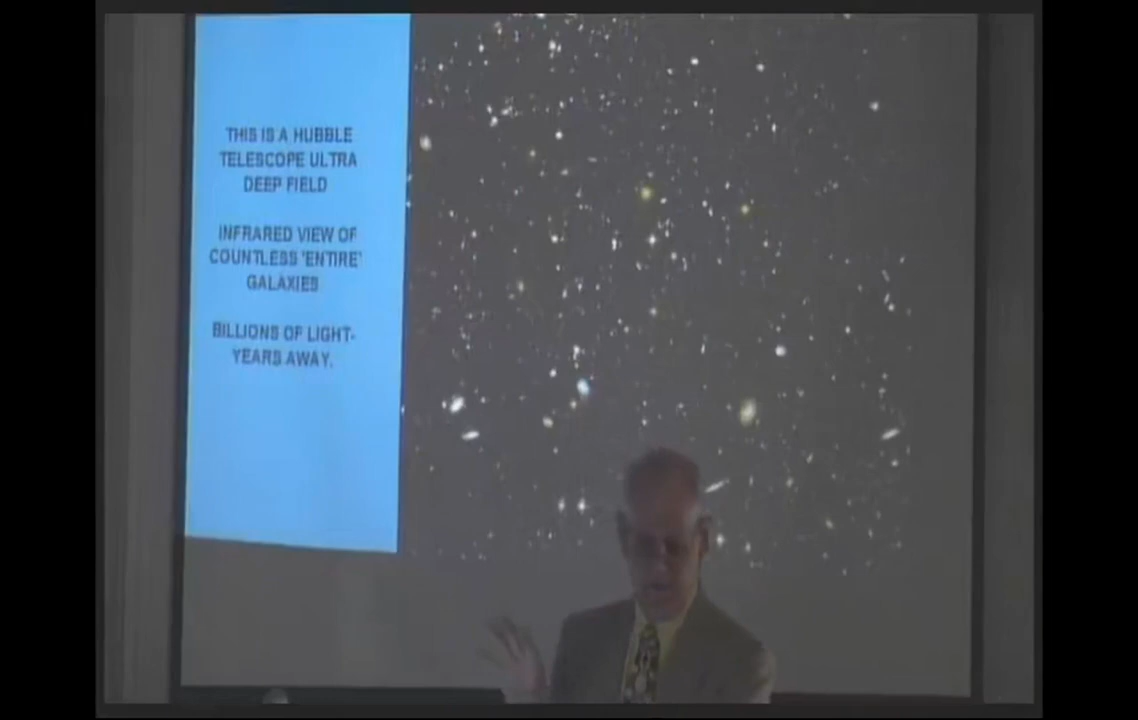 THIS IS A HUBBLE
TELESCOPE ULTRA
DEEP FIELD
INFRARED VIEW OF
COUNTLESS 'ENTIRE'
GALAXIES
BILLIONS OF LIGHT-
YEARS AWAY.